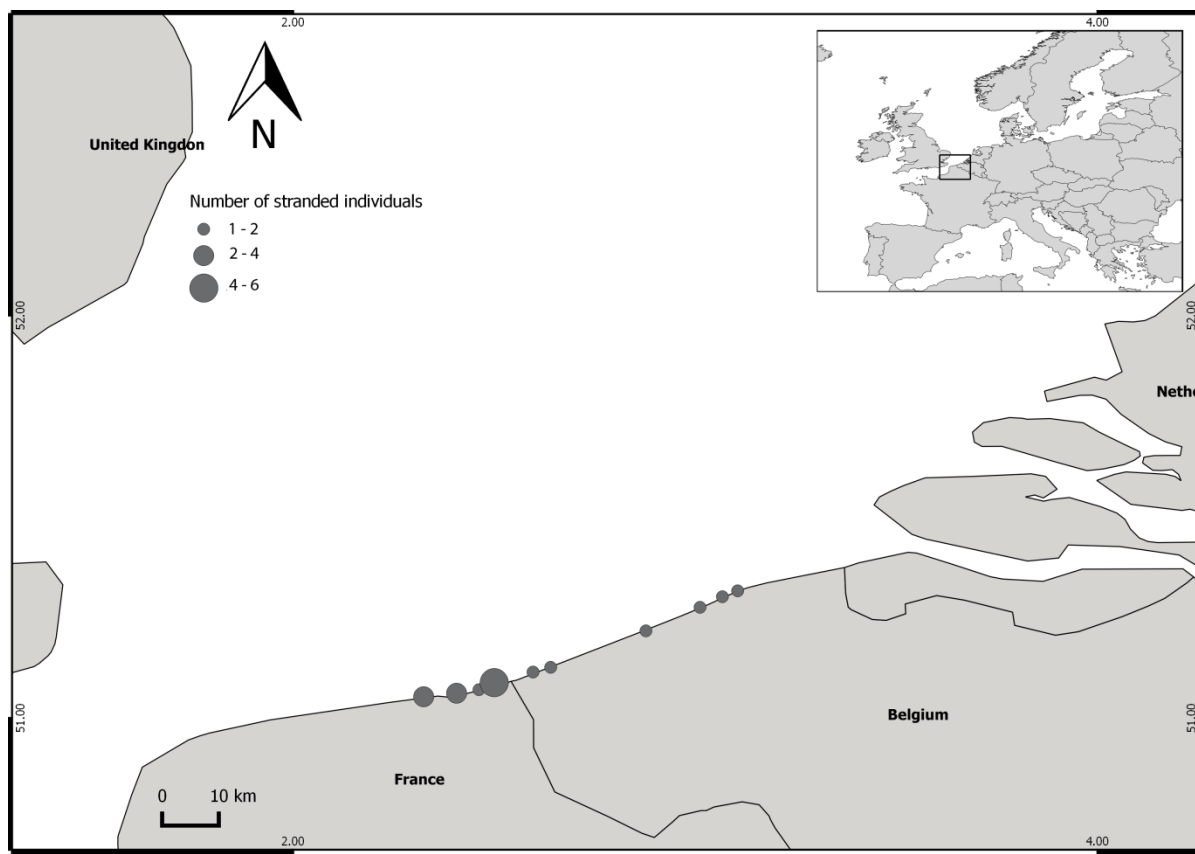 2.00
4.00
United Kingdon
N
Number of stranded individuals
1 - 2
2 - 4
4 - 6
52.00
52.00
Netho
51.00
51.00
Belgium
France
0 10 km
2.00
4.00